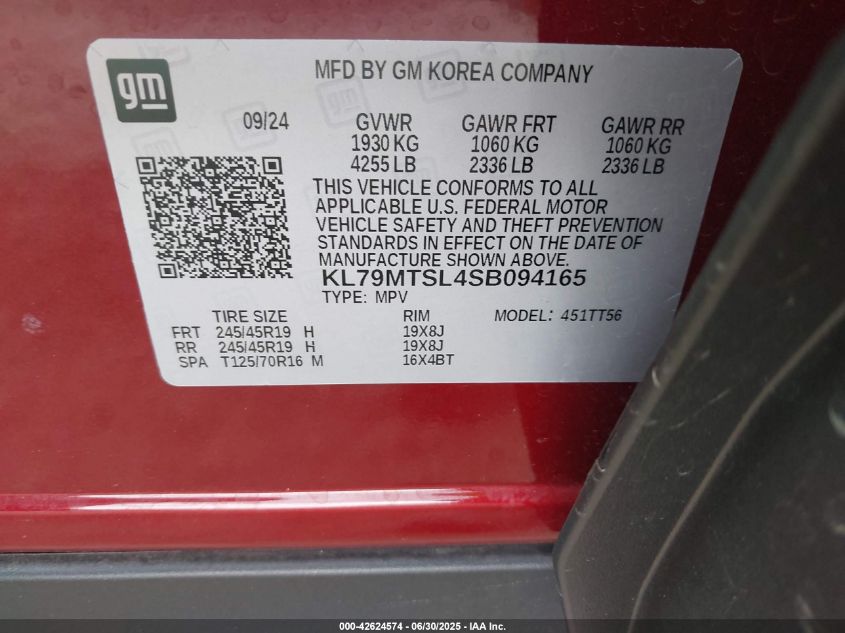 gm
MFD BY GM KOREA COMPANY
09/24 GVWR GAWR FRT GAWR RR
1930 KG 1060 KG 1060 KG
4255 LB 2336 LB 2336 LB
THIS VEHICLE CONFORMS TO ALL
APPLICABLE U.S. FEDERAL MOTOR
VEHICLE SAFETY AND THEFT PREVENTION
STANDARDS IN EFFECT ON THE DATE OF
MANUFACTURE SHOWN ABOVE.
KL79MTSL4SB094165
TYPE: MPV
TIRE SIZE RIM MODEL: 451TT56
FRT 245/45R19 H 19X8J
RR 245/45R19 H 19X8J
SPA T125/70R16 M 16X4BT
000-42624574 / 06/30/2025 - IAA Inc.